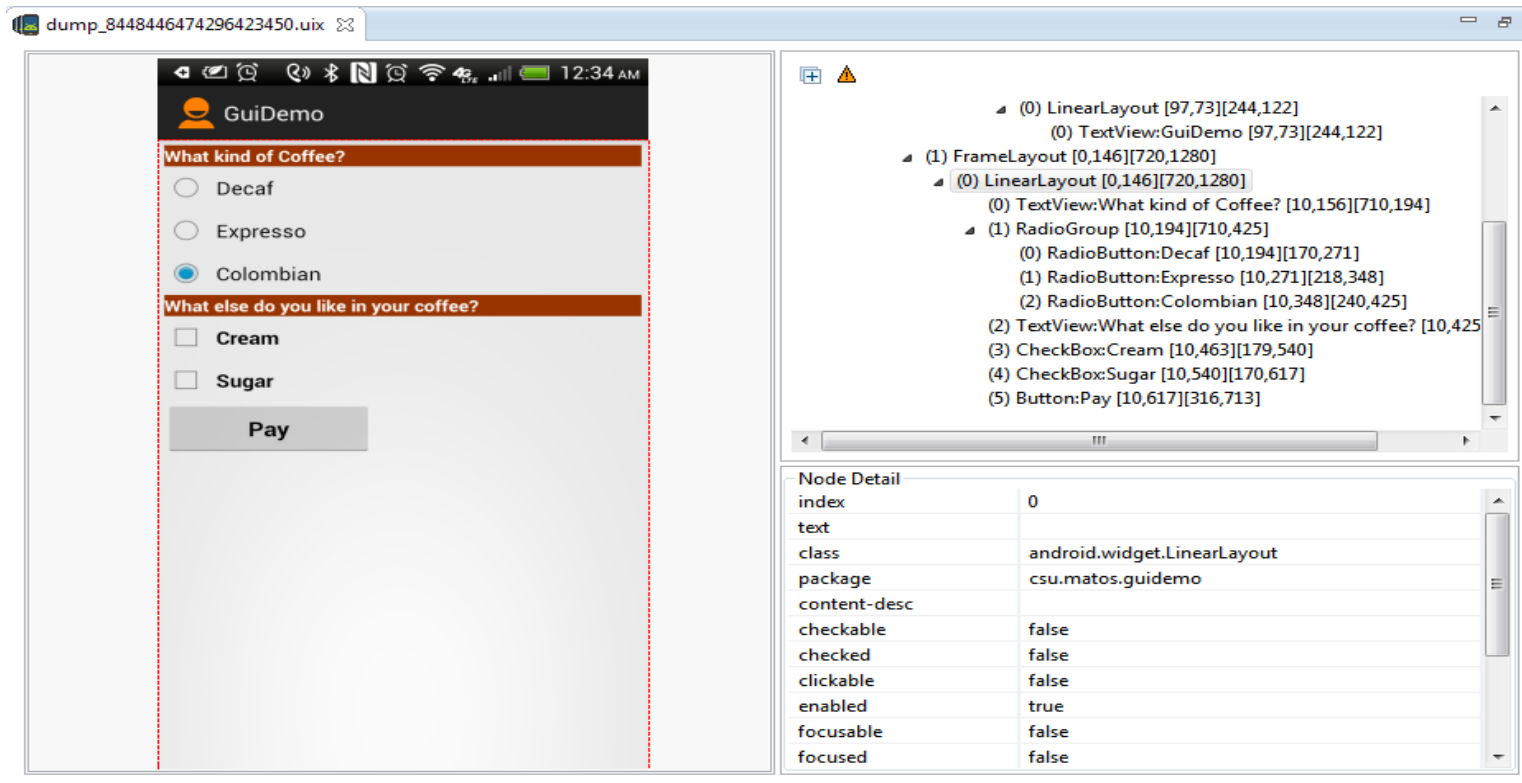 dump_8448446474296423450.uix
12:34 AM
GuiDemo
What kind of Coffee?
Decaf
Expresso
Colombian
What else do you like in your coffee?
Cream
Sugar
Pay
(0) LinearLayout [97,73][244,122]
(0) TextView:GuiDemo [97,73][244,122]
(1) FrameLayout [0,146][720,1280]
(0) LinearLayout [0,146][720,1280]
(0) TextView:What kind of Coffee? [10,156][710,194]
(1) RadioGroup [10,194][710,425]
(0) RadioButton:Decaf [10,194][170,271]
(1) RadioButton:Expresso [10,271][218,348]
(2) RadioButton:Colombian [10,348][240,425]
(2) TextView:What else do you like in your coffee? [10,425
(3) CheckBox:Cream [10,463][179,540]
(4) CheckBox:Sugar [10,540][170,617]
(5) Button:Pay [10,617][316,713]
Node Detail
index 0
text
class android.widget.LinearLayout
package csu.matos.guidemo
content-desc
checkable false
checked false
clickable false
enabled true
focusable false
focused false